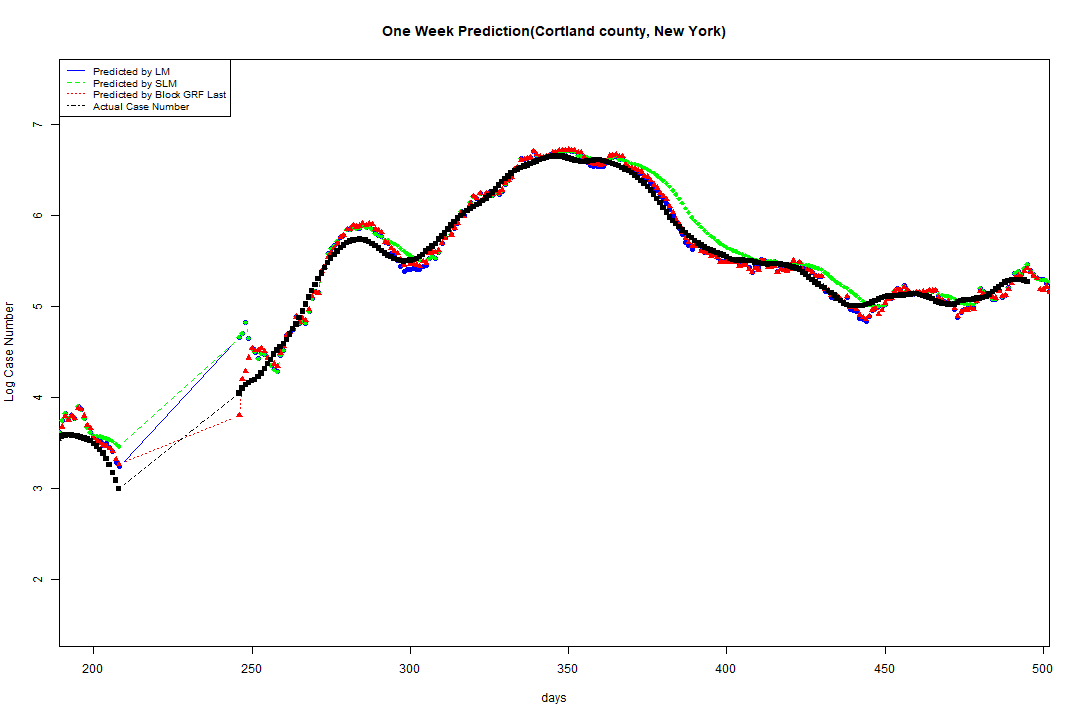 One Week Prediction(Cortland county, New York)
Predicted by LM
Predicted by SLM
Predicted by Block GRF Last
Actual Case Number
7
6
5
4
3
2
Log Case Number
200 250 300 350 400 450 500
days